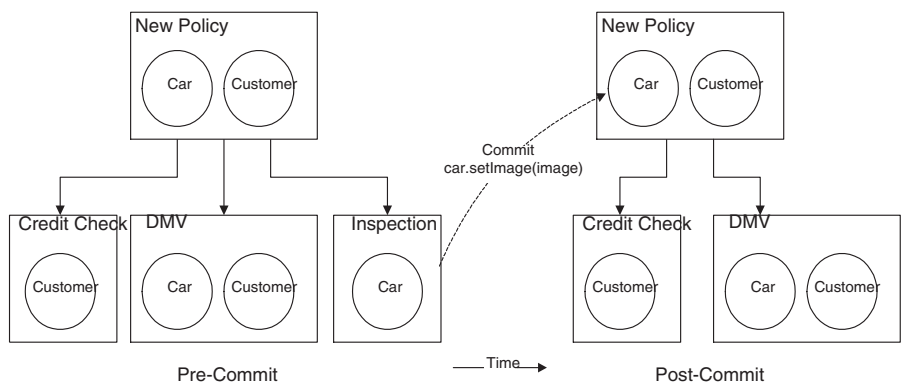 New Policy
Car
Customer
New Policy
Car
Customer
Commit
car.setImage(image)
Credit Check
DMV
Inspection
Credit Check
DMV
Customer
Car
Customer
Car
Customer
Car
Customer
Pre-Commit
Time
Post-Commit